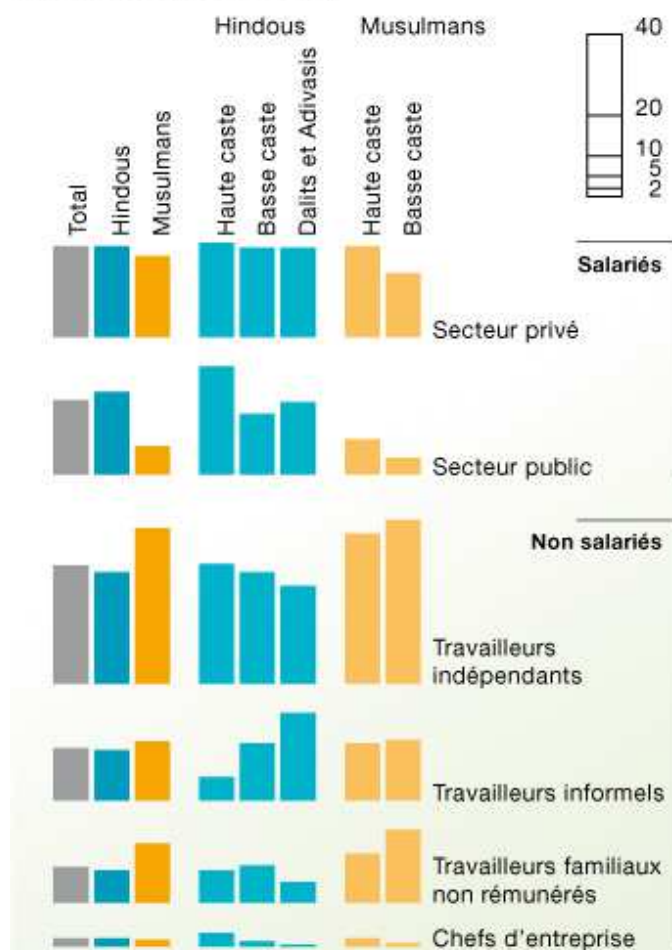 Hindous Musulmans
Total
Hindous
Musulmans
Haute caste
Basse caste
Dalits et Adivasis
Haute caste
Basse caste
40
20
10
5
2
Salariés
Secteur privé
Secteur public
Non salariés
Travailleurs
indépendants
Travailleurs informels
Travailleurs familiaux
non rémunérés
Chefs d'entreprise